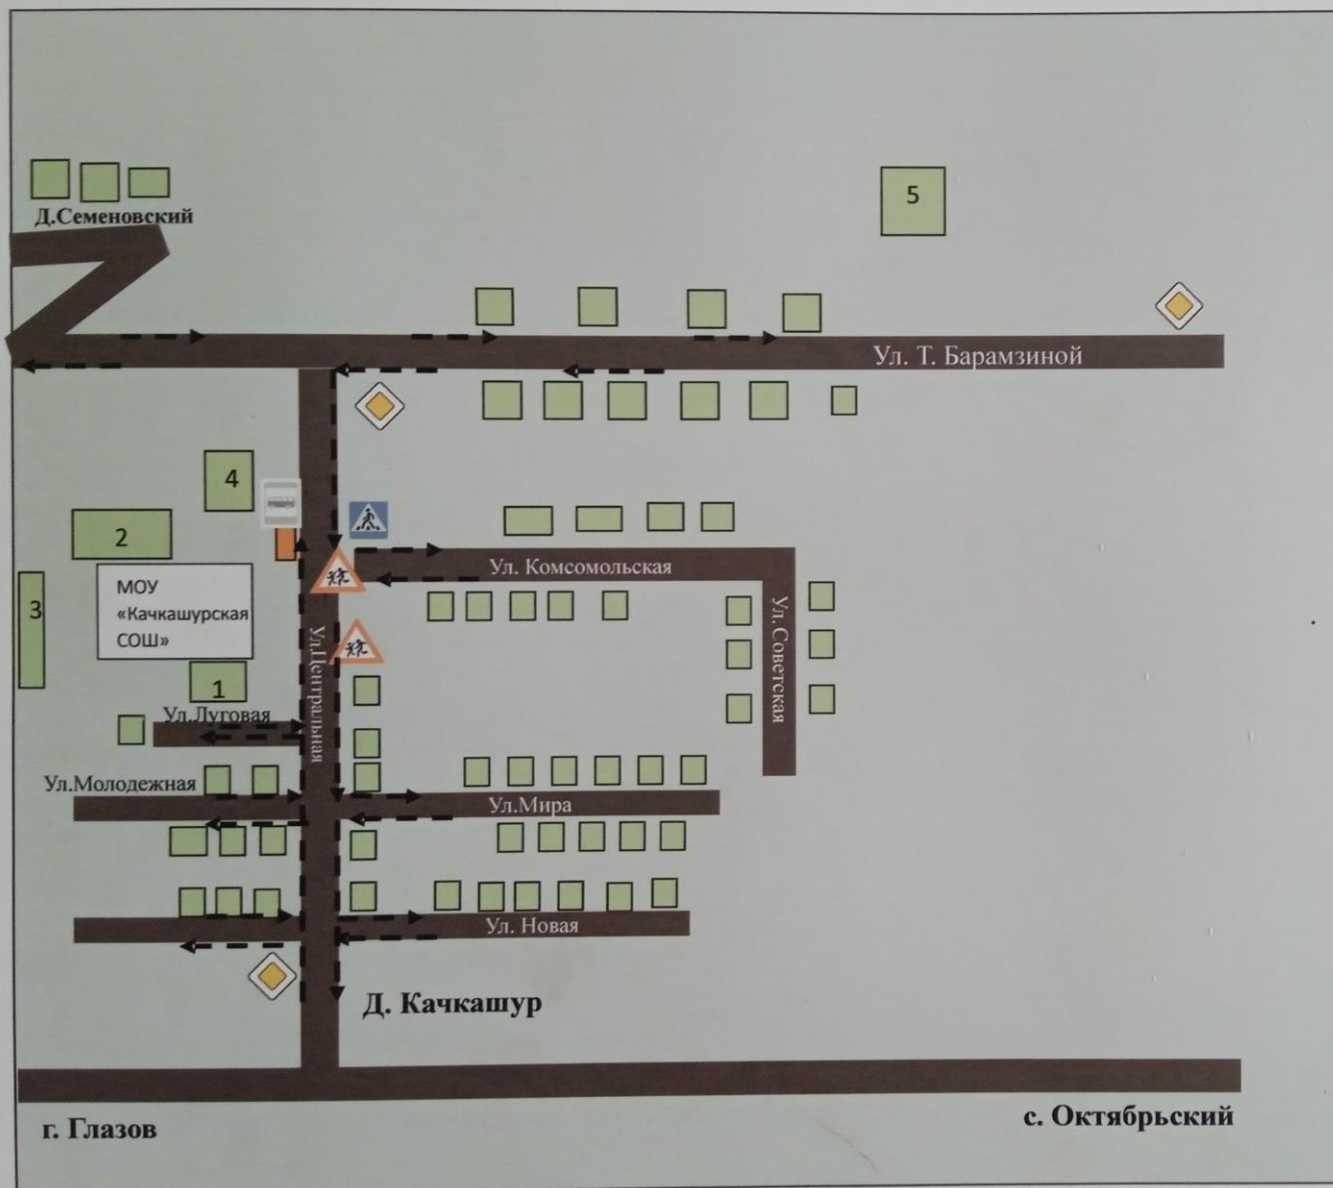 Д.Семеновский
5
Ул. Т. Барамзиной
4
2
Ул. Комсомольская
МОУ
«Качкашурская
СОШ»
3
Ул.Центральная
Ул.Советская
1
Ул.Луговая
Ул.Молодежная
Ул.Мира
Ул. Новая
Д. Качкашур
г. Глазов
с. Октябрьский